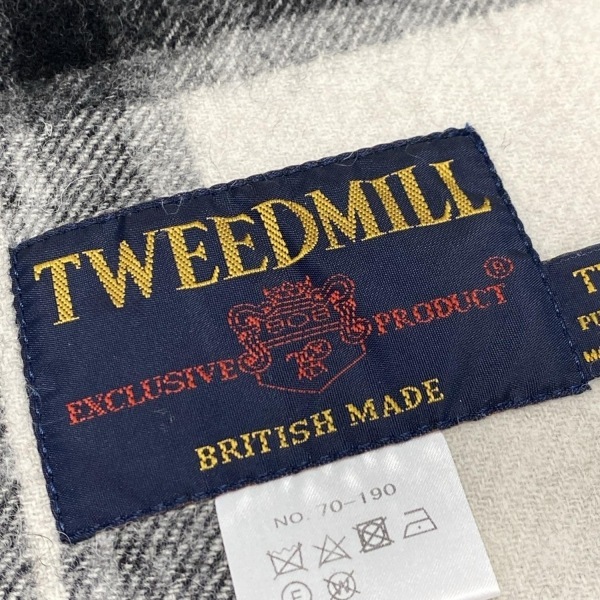 TWEEDMILL
EXCLUSIVE PRODUCT ®
BRITISH MADE
NO. 70-190